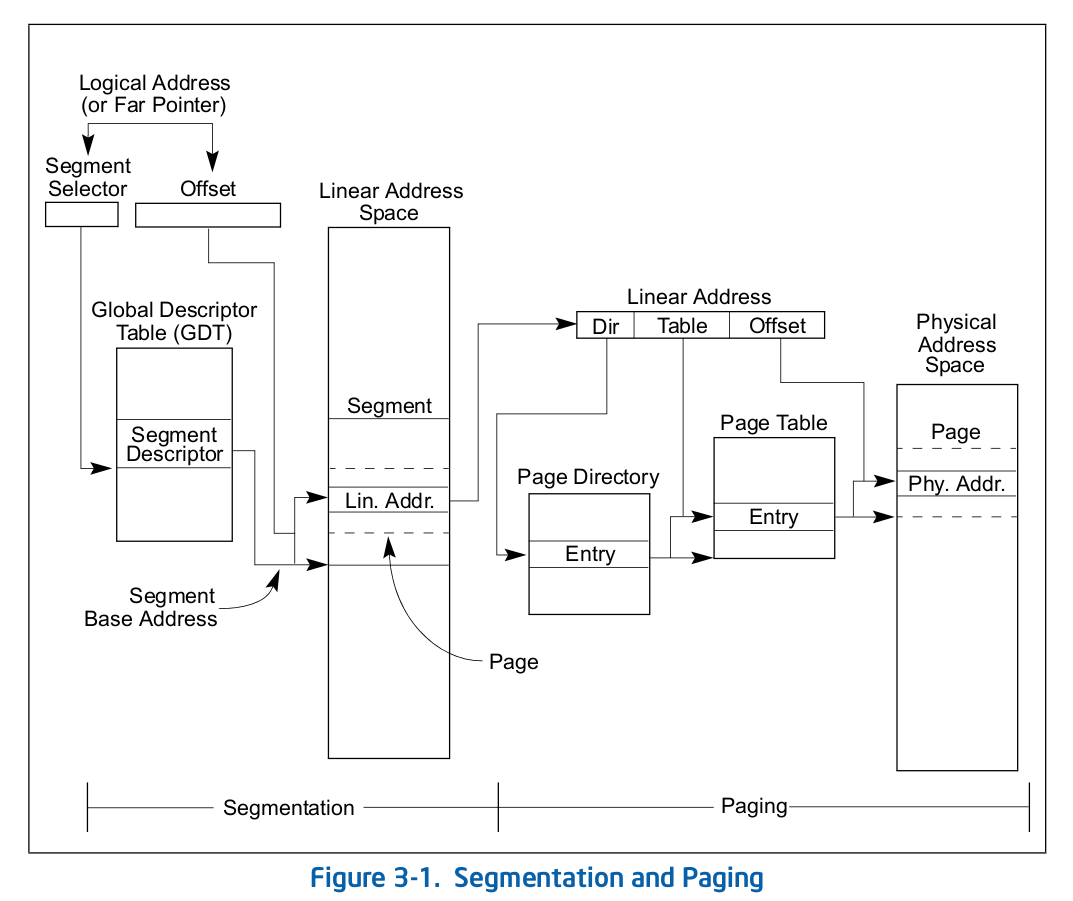 Logical Address
(or Far Pointer)
Segment
Selector
Offset
Linear Address
Space
Global Descriptor
Table (GDT)
Segment
Descriptor
Segment
Lin. Addr.
Segment
Base Address
Page
Linear Address
Dir
Table
Offset
Page Directory
Entry
Page Table
Entry
Physical
Address
Space
Page
Phy. Addr.
Segmentation
Paging
Figure 3-1. Segmentation and Paging